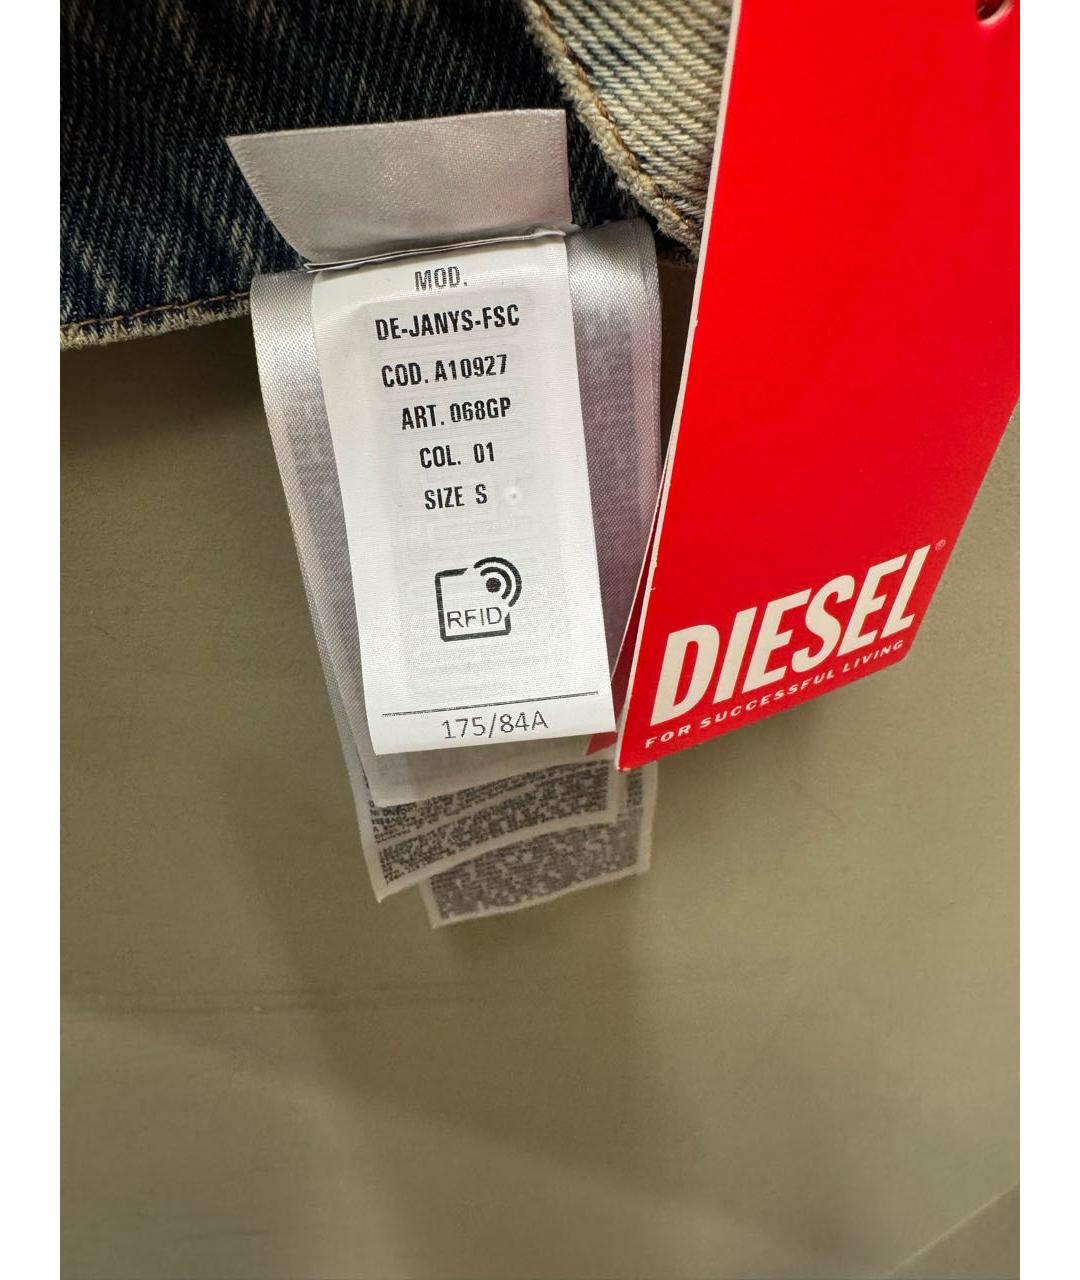 MOD.
DE-JANYS-FSC
COD. A10927
ART. 068GP
COL. 01
SIZE S
RFID
175/84A
DIESEL®
FOR SUCCESSFUL LIVING